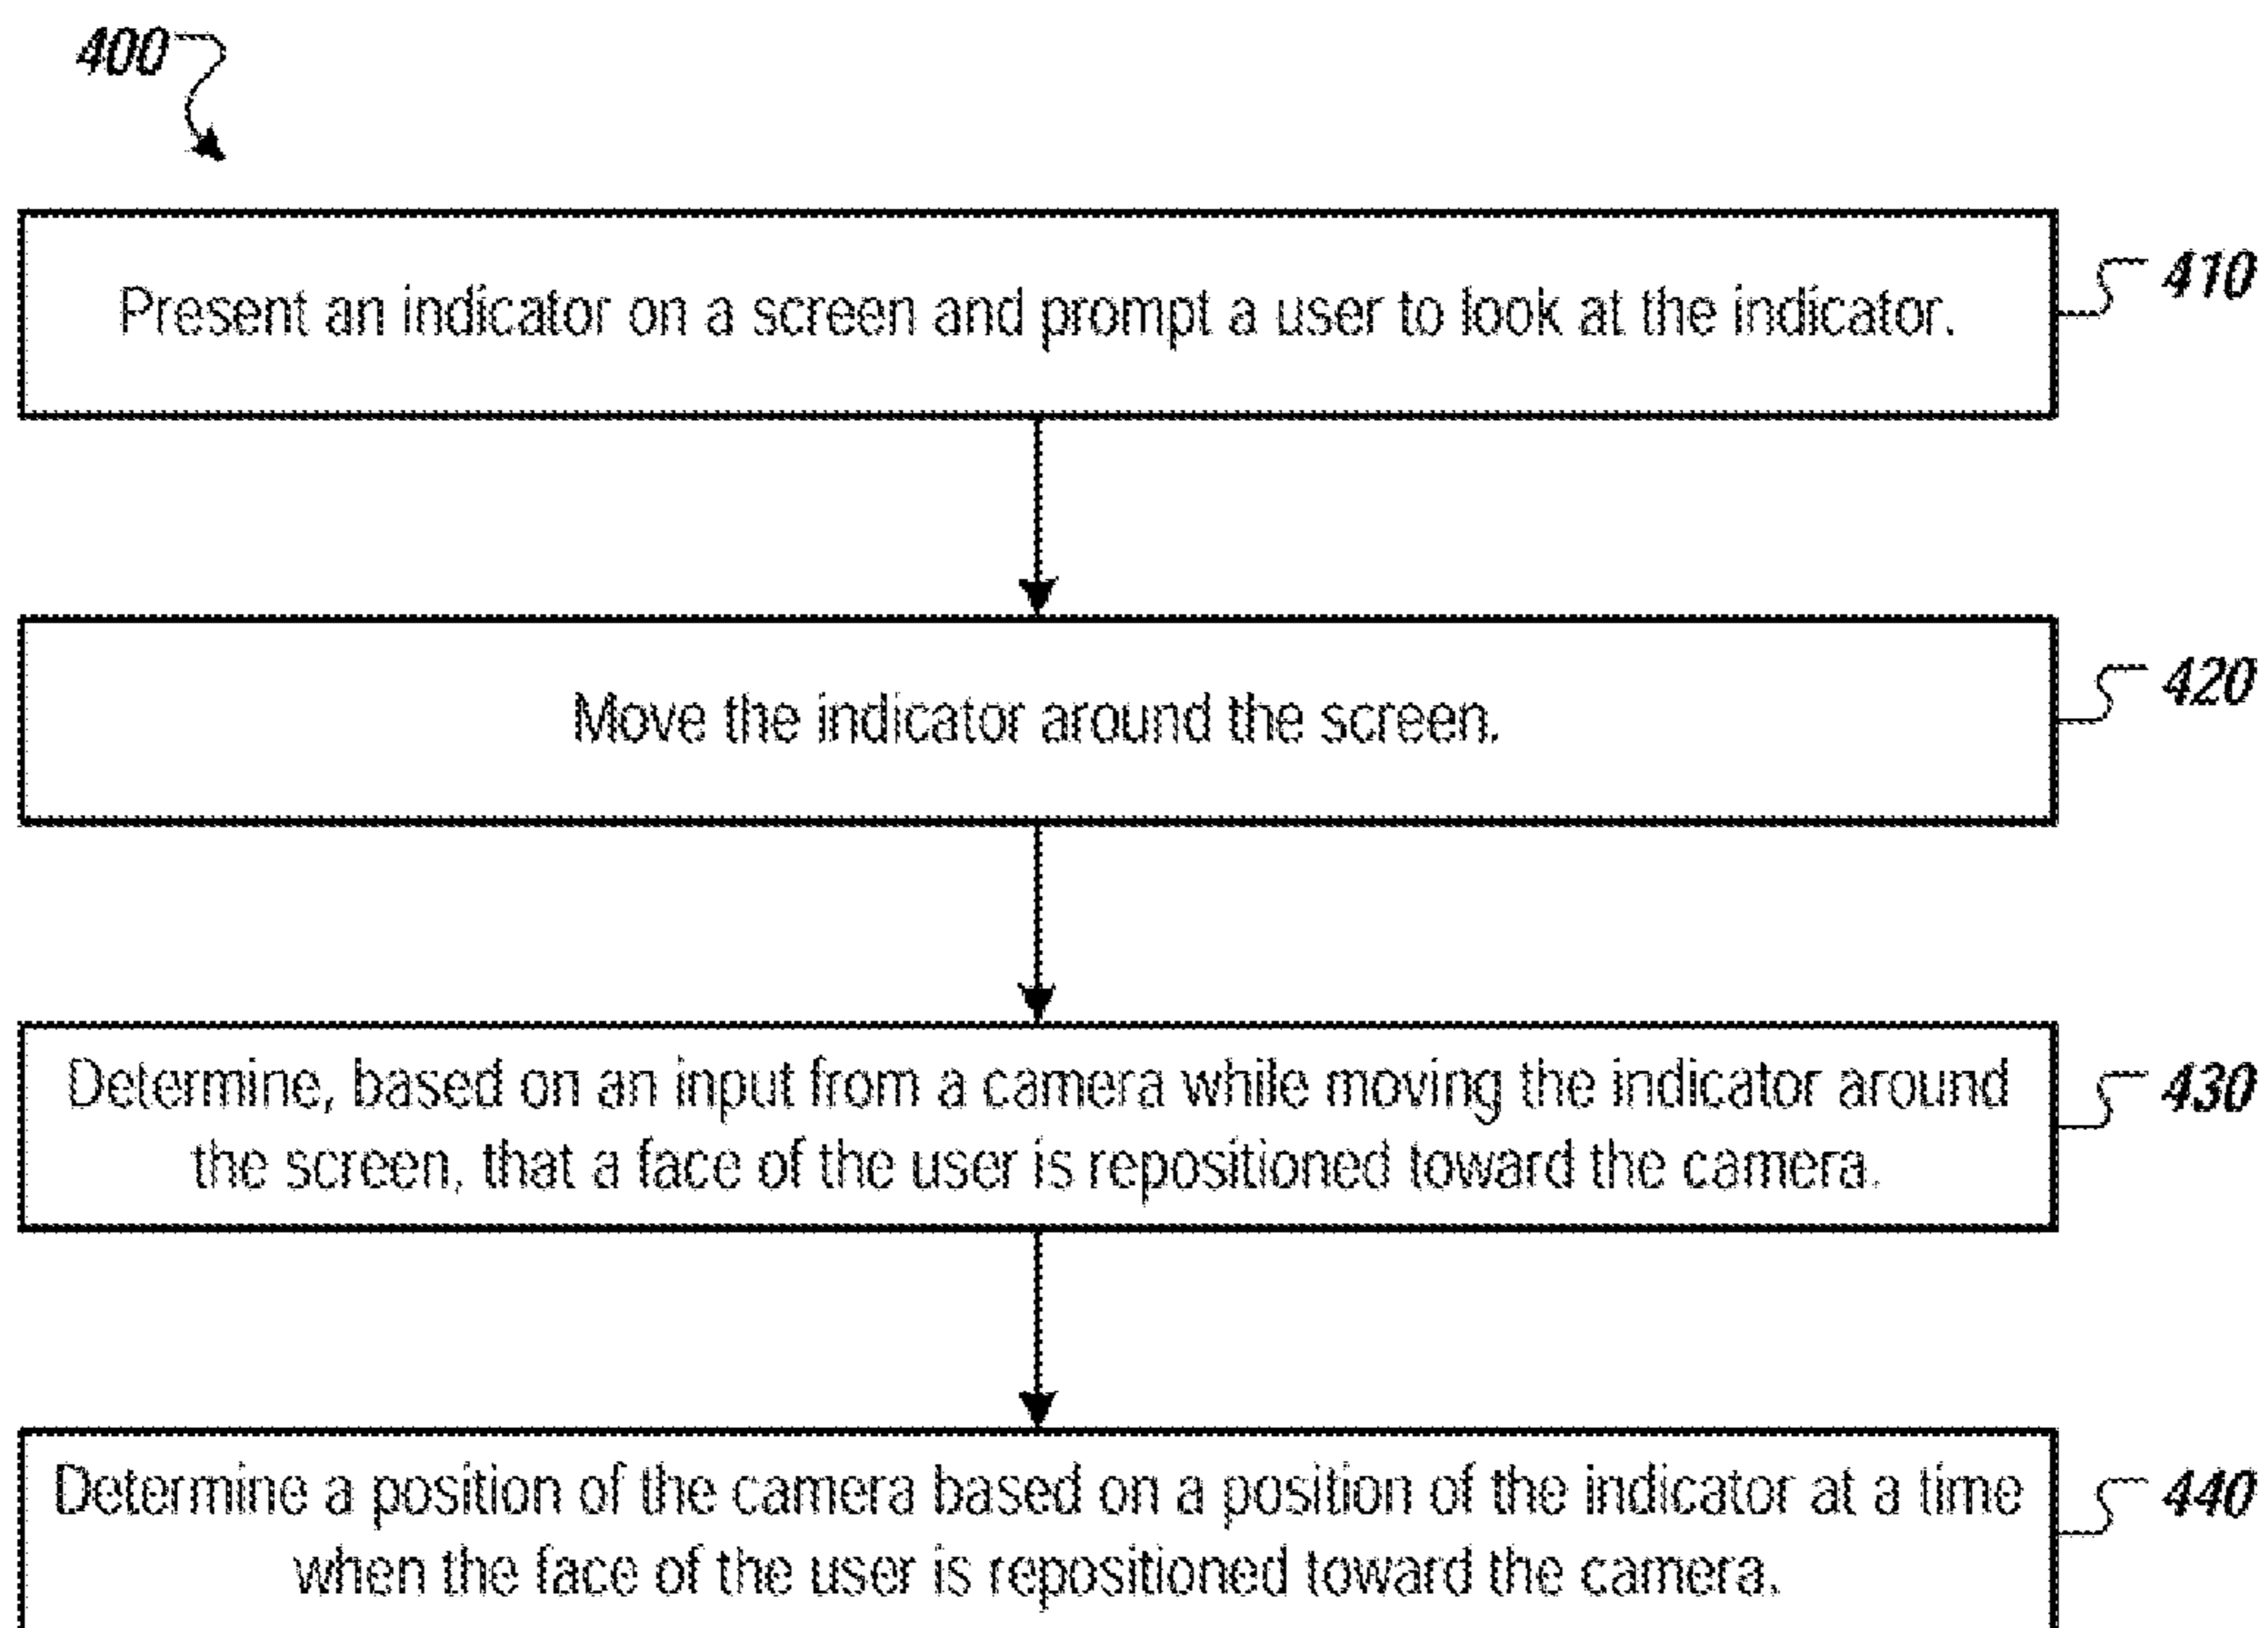 400
Present an indicator on a screen and prompt a user to look at the indicator.
410
Move the indicator around the screen.
420
Determine, based on an input from a camera while moving the indicator around
the screen, that a face of the user is repositioned toward the camera.
430
Determine a position of the camera based on a position of the indicator at a time
when the face of the user is repositioned toward the camera.
440